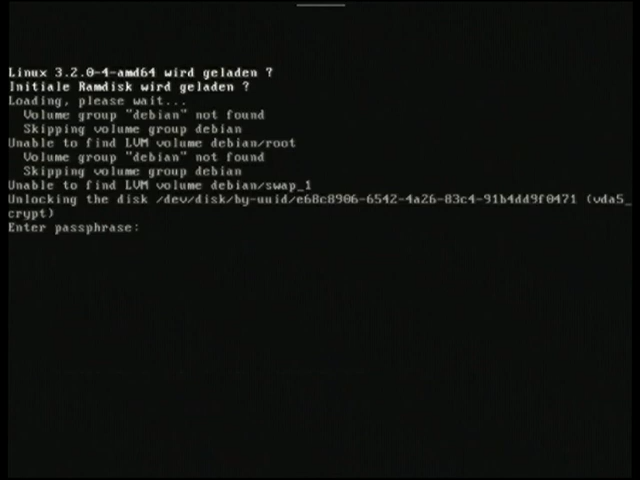 Linux 3.2.0-4-amd64 wird geladen ?
Initiale Ramdisk wird geladen ?
Loading, please wait...
  Volume group "debian" not found
  Skipping volume group debian
Unable to find LVM volume debian/root
  Volume group "debian" not found
  Skipping volume group debian
Unable to find LVM volume debian/swap_1
Unlocking the disk /dev/disk/by-uuid/e68c8906-6542-4a26-83c4-91b4dd9f0471 (vda5_
crypt)
Enter passphrase: